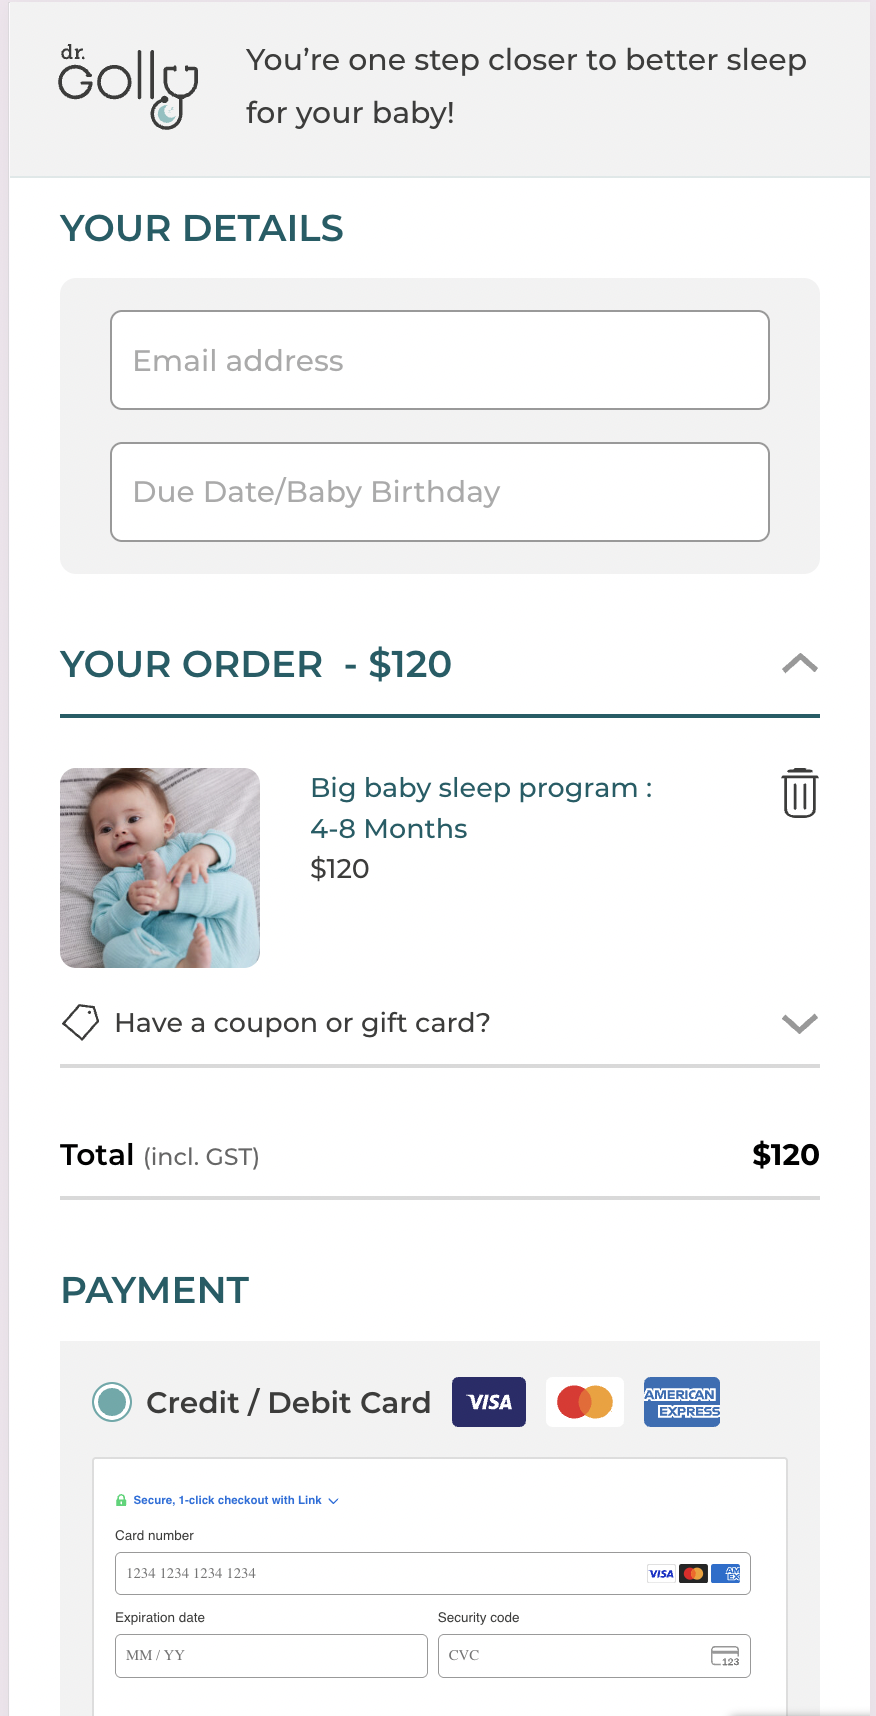 dr.
Golly
You’re one step closer to better sleep
for your baby!
YOUR DETAILS
Email address
Due Date/Baby Birthday
YOUR ORDER - $120
Big baby sleep program :
4-8 Months
$120
Have a coupon or gift card?
Total (incl. GST) $120
PAYMENT
Credit / Debit Card VISA AMERICAN EXPRESS
Secure, 1-click checkout with Link
Card number
1234 1234 1234 1234 VISA AM EX
Expiration date Security code
MM / YY CVC 123